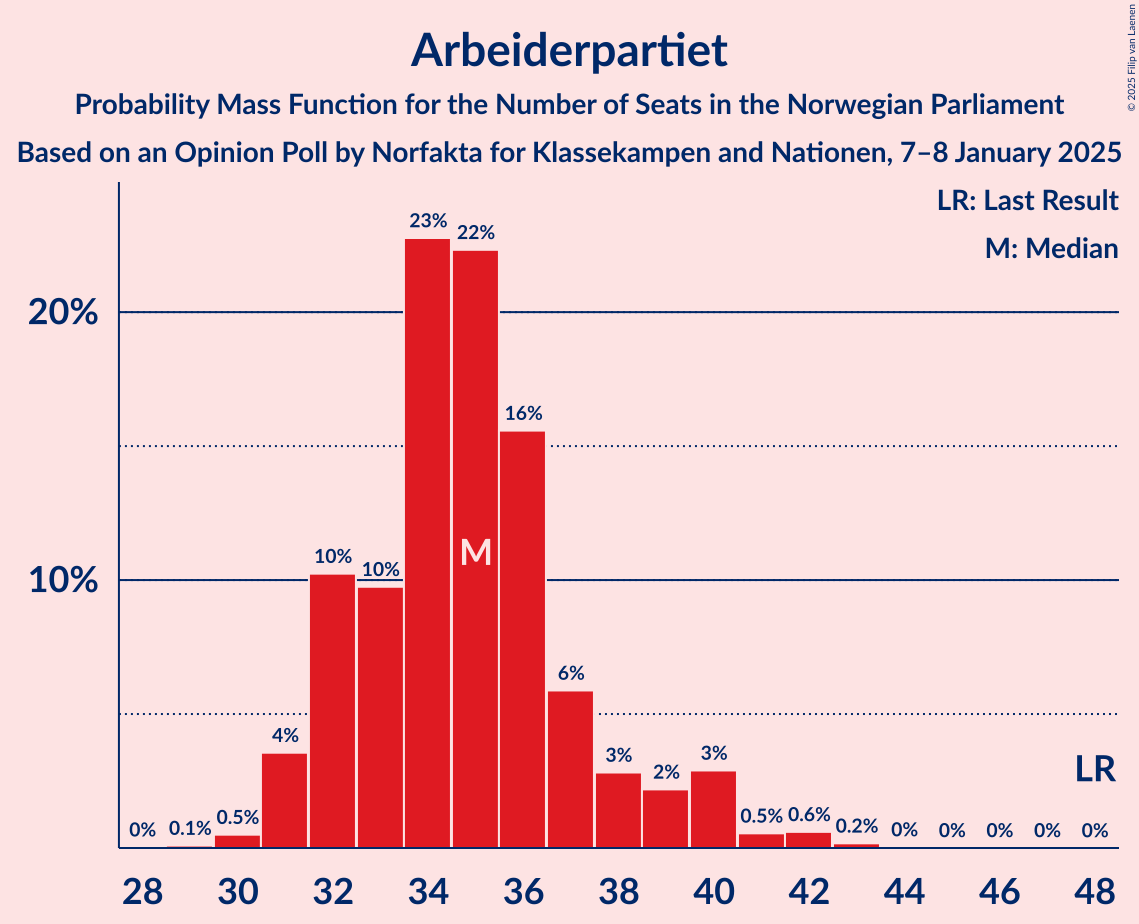 Arbeiderpartiet
Probability Mass Function for the Number of Seats in the Norwegian Parliament
Based on an Opinion Poll by Norfakta for Klassekampen and Nationen, 7–8 January 2025
© 2025 Filip van Laenen
LR: Last Result
M: Median
20%
10%
0% 0.1% 0.5% 4% 10% 10% 23% 22% 16% 6% 3% 2% 3% 0.5% 0.6% 0.2% 0% 0% 0% 0% 0%
M
LR
28 30 32 34 36 38 40 42 44 46 48